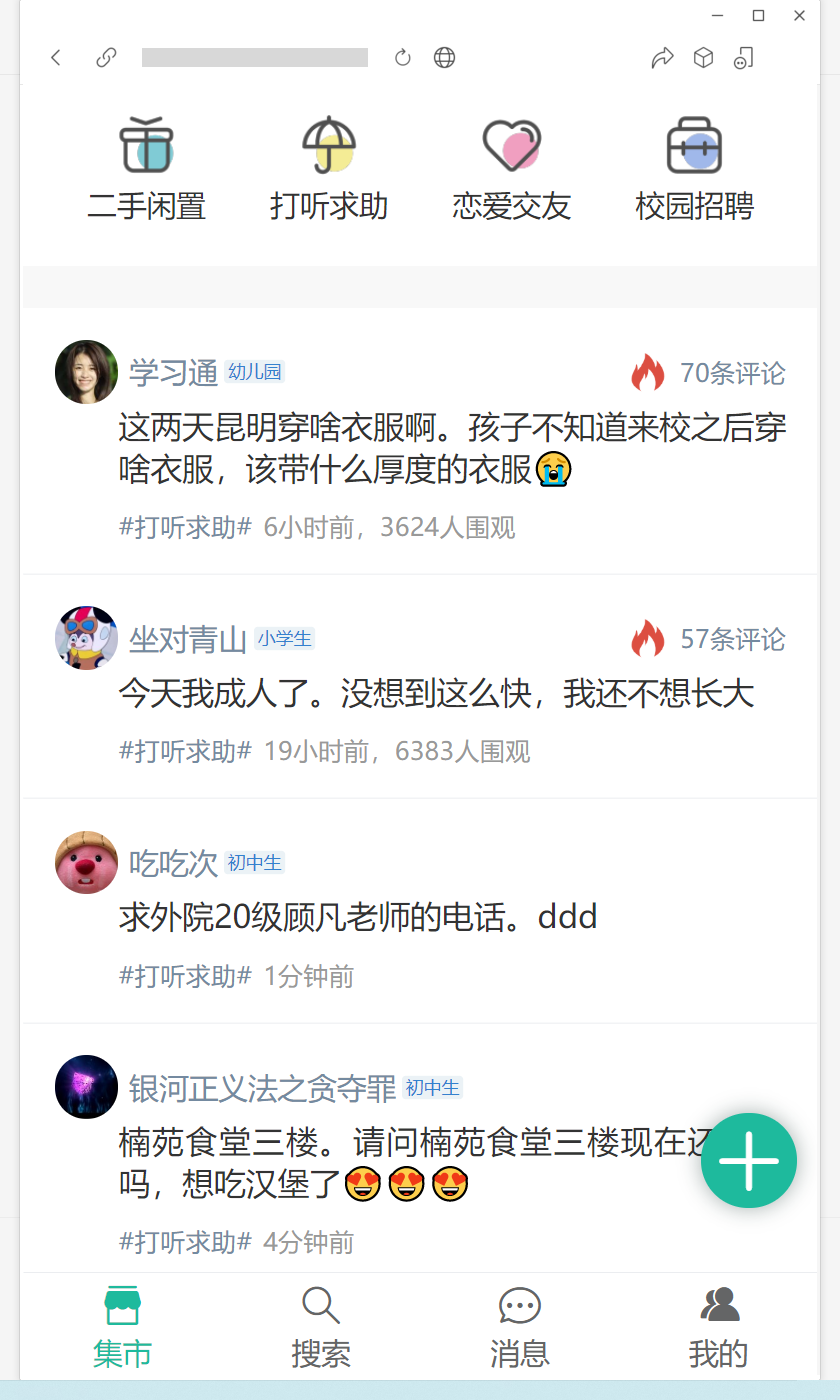 二手闲置 打听求助 恋爱交友 校园招聘
学习通 幼儿园 70条评论
这两天昆明穿啥衣服啊。孩子不知道来校之后穿
啥衣服，该带什么厚度的衣服😭
#打听求助# 6小时前，3624人围观
坐对青山 小学生 57条评论
今天我成人了。没想到这么快，我还不想长大
#打听求助# 19小时前，6383人围观
吃吃次 初中生
求外院20级顾凡老师的电话。ddd
#打听求助# 1分钟前
银河正义法之贪夺罪 初中生
楠苑食堂三楼。请问楠苑食堂三楼现在还
吗，想吃汉堡了😍😍😍
#打听求助# 4分钟前
集市 搜索 消息 我的